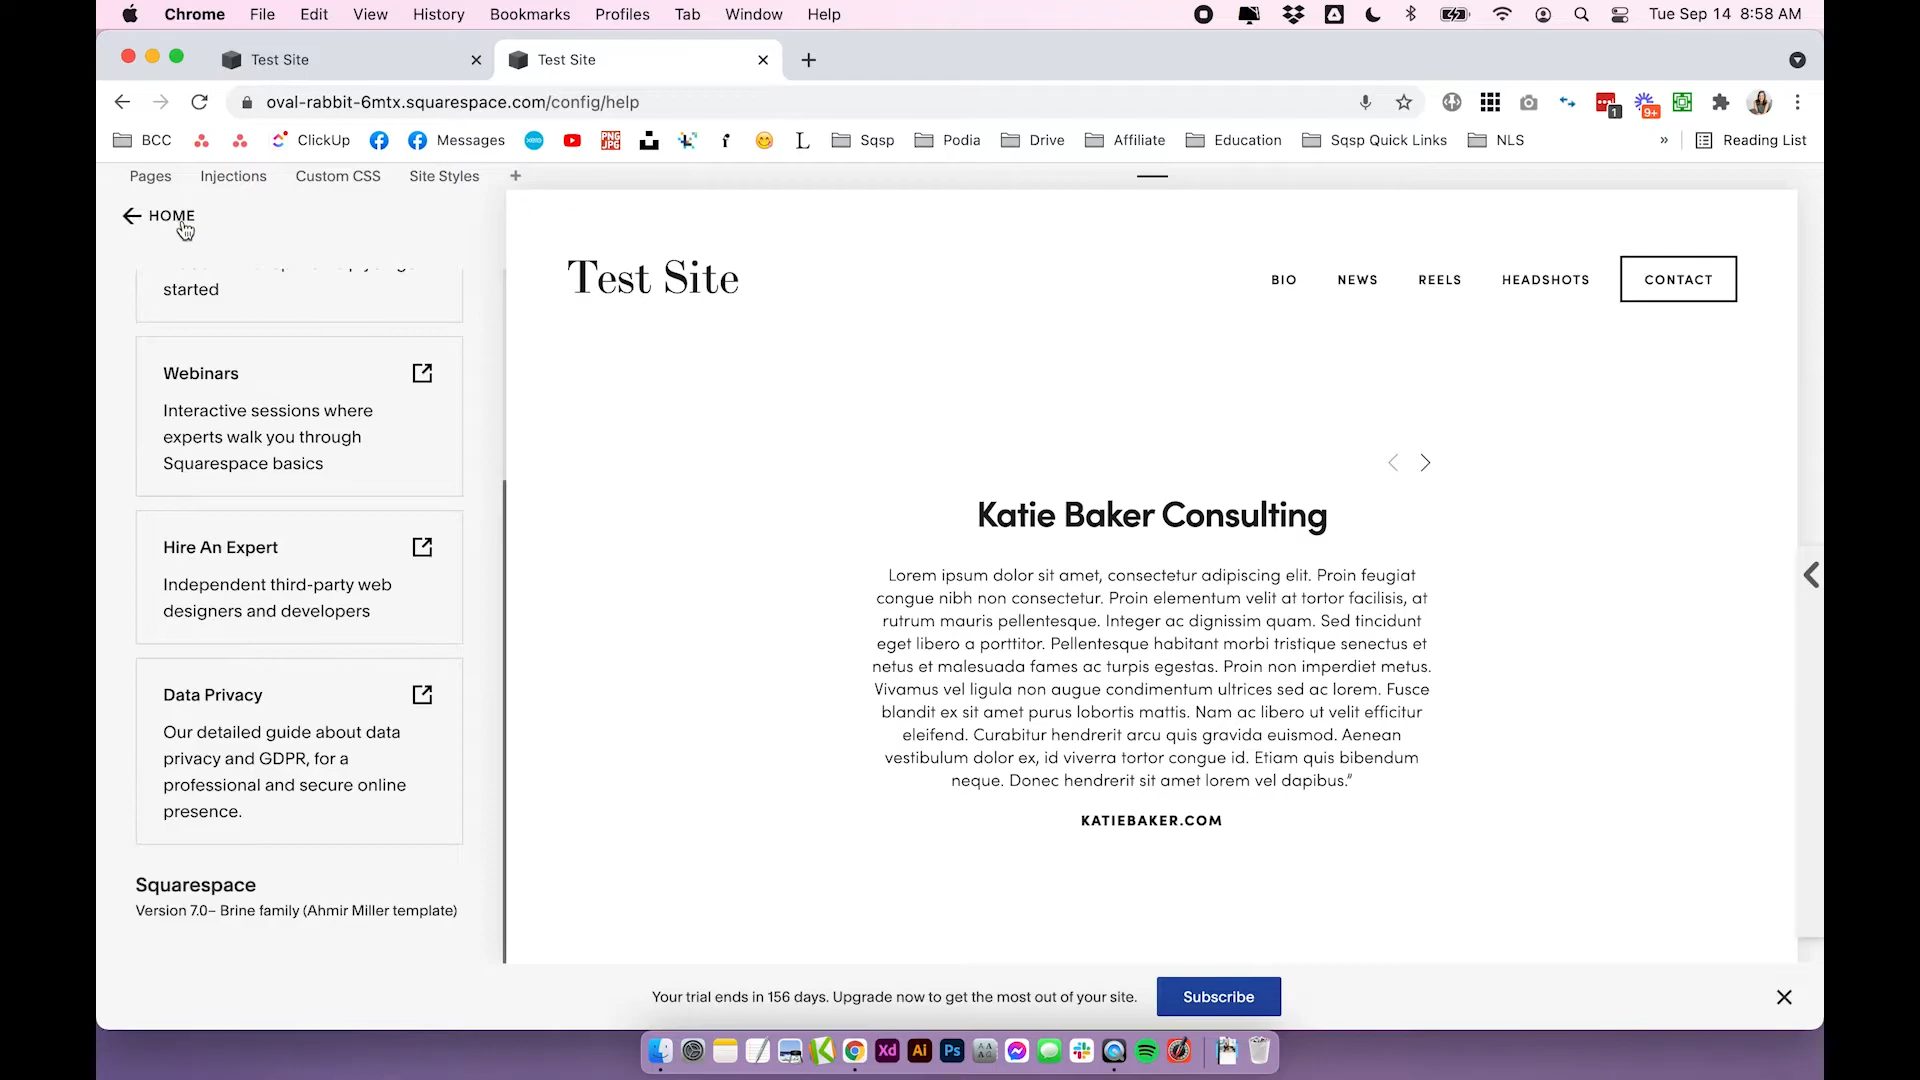 Chrome File Edit View History Bookmarks Profiles Tab Window Help Tue Sep 14 8:58 AM
Test Site Test Site
oval-rabbit-6mtx.squarespace.com/config/help 1 9+
BCC ClickUp Messages xero PNG JPG f L Sqsp Podia Drive Affiliate Education Sqsp Quick Links NLS » Reading List
Pages Injections Custom CSS Site Styles +
HOME
started
Webinars
Interactive sessions where
experts walk you through
Squarespace basics
Hire An Expert
Independent third-party web
designers and developers
Data Privacy
Our detailed guide about data
privacy and GDPR, for a
professional and secure online
presence.
Squarespace
Version 7.0– Brine family (Ahmir Miller template)
Test Site
BIO NEWS REELS HEADSHOTS CONTACT
Katie Baker Consulting
Lorem ipsum dolor sit amet, consectetur adipiscing elit. Proin feugiat
congue nibh non consectetur. Proin elementum velit at tortor facilisis, at
rutrum mauris pellentesque. Integer ac dignissim quam. Sed tincidunt
eget libero a porttitor. Pellentesque habitant morbi tristique senectus et
netus et malesuada fames ac turpis egestas. Proin non imperdiet metus.
Vivamus vel ligula non augue condimentum ultrices sed ac lorem. Fusce
blandit ex sit amet purus lobortis mattis. Nam ac libero ut velit efficitur
eleifend. Curabitur hendrerit arcu quis gravida euismod. Aenean
vestibulum dolor ex, id viverra tortor congue id. Etiam quis bibendum
neque. Donec hendrerit sit amet lorem vel dapibus.”
KATIEBAKER.COM
Your trial ends in 156 days. Upgrade now to get the most out of your site. Subscribe
Xd Ai Ps